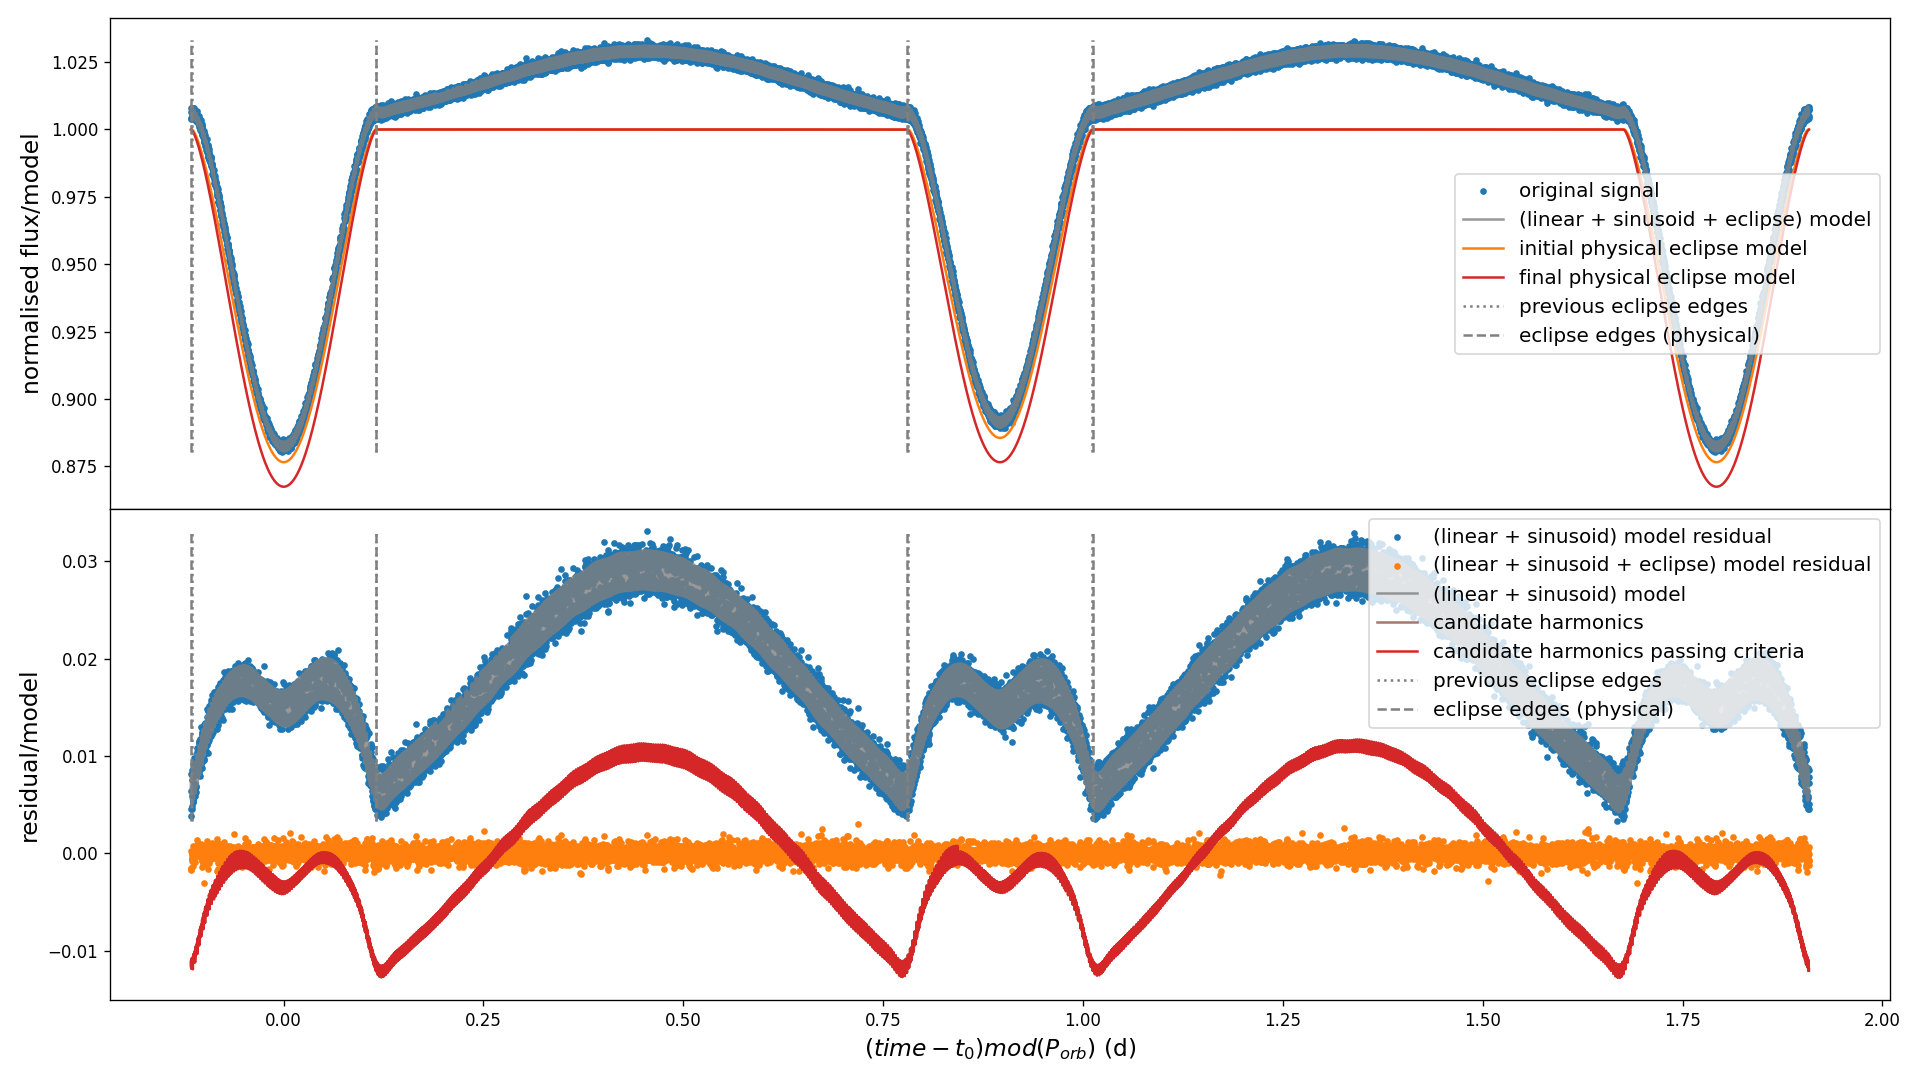 normalised flux/model
1.025
1.000
0.975
0.950
0.925
0.900
0.875
original signal
(linear + sinusoid + eclipse) model
initial physical eclipse model
final physical eclipse model
previous eclipse edges
eclipse edges (physical)
residual/model
0.03
0.02
0.01
0.00
−0.01
(linear + sinusoid) model residual
(linear + sinusoid + eclipse) model residual
(linear + sinusoid) model
candidate harmonics
candidate harmonics passing criteria
previous eclipse edges
eclipse edges (physical)
0.00 0.25 0.50 0.75 1.00 1.25 1.50 1.75 2.00
(time − t₀)mod(P_orb) (d)